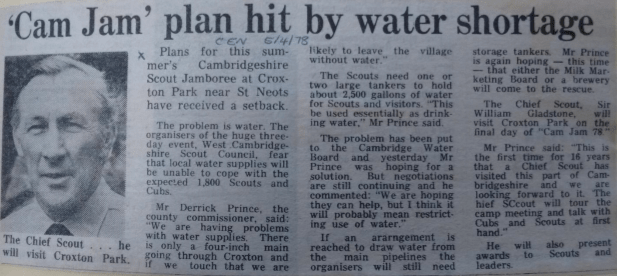 'Cam Jam' plan hit by water shortage
CEN 5/4/78
x Plans for this sum-
mer's Cambridgeshire
Scout Jamboree at Crox-
ton Park near St Neots
have received a setback.
The problem is water. The
organisers of the huge three-
day event, West Cambridge-
shire Scout Council, fear
that local water supplies will
be unable to cope with the
expected 1,800 Scouts and
Cubs.
Mr Derrick Prince, the
county commissioner, said:
"We are having problems
with water supplies. There
is only a four-inch main
going through Croxton and
if we touch that we are
The Chief Scout . . . he
will visit Croxton Park.
likely to leave the village
without water."
The Scouts need one or
two large tankers to hold
about 2,500 gallons of water
for Scouts and visitors. "This
be used essentially as drink-
ing water," Mr Prince said.
The problem has been put
to the Cambridge Water
Board and yesterday Mr
Prince was hoping for a
solution. But negotiations
are still continuing and he
commented: "We are hoping
they can help, but I think it
will probably mean restrict-
ing use of water."
If an arrangement is
reached to draw water from
the main pipelines the
organisers will still need
storage tankers. Mr Prince
is again hoping — this time
— that either the Milk Mar-
keting Board or a brewery
will come to the rescue.
The Chief Scout, Sir
William Gladstone, will
visit Croxton Park on the
final day of "Cam Jam 78"
Mr Prince said: "This is
the first time for 16 years
that a Chief Scout has
visited this part of Cam-
bridgeshire and we are
looking forward to it. The
hief SCcout will tour the
camp meeting and talk with
Cubs and Scouts at first
hand."
He will also present
awards to Scouts and
leaders.